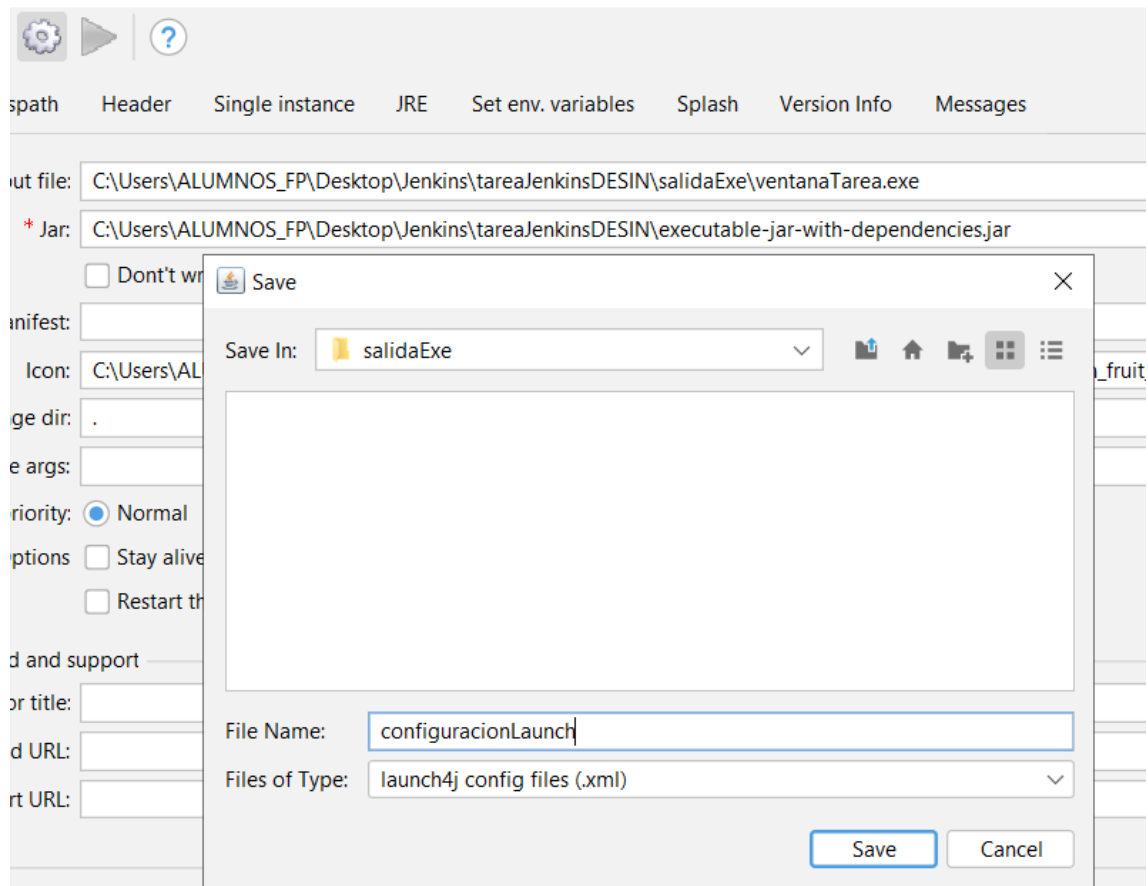 ?
spath Header Single instance JRE Set env. variables Splash Version Info Messages
ut file: C:\Users\ALUMNOS_FP\Desktop\Jenkins\tareaJenkinsDESIN\salidaExe\ventanaTarea.exe
* Jar: C:\Users\ALUMNOS_FP\Desktop\Jenkins\tareaJenkinsDESIN\executable-jar-with-dependencies.jar
Dont't wr
Save
anifest:
Save In: salidaExe
Icon: C:\Users\AL
_fruit_
ge dir: .
e args:
riority: Normal
ptions Stay alive
Restart th
d and support
or title:
File Name: configuracionLaunch
d URL:
Files of Type: launch4j config files (.xml)
rt URL:
Save Cancel